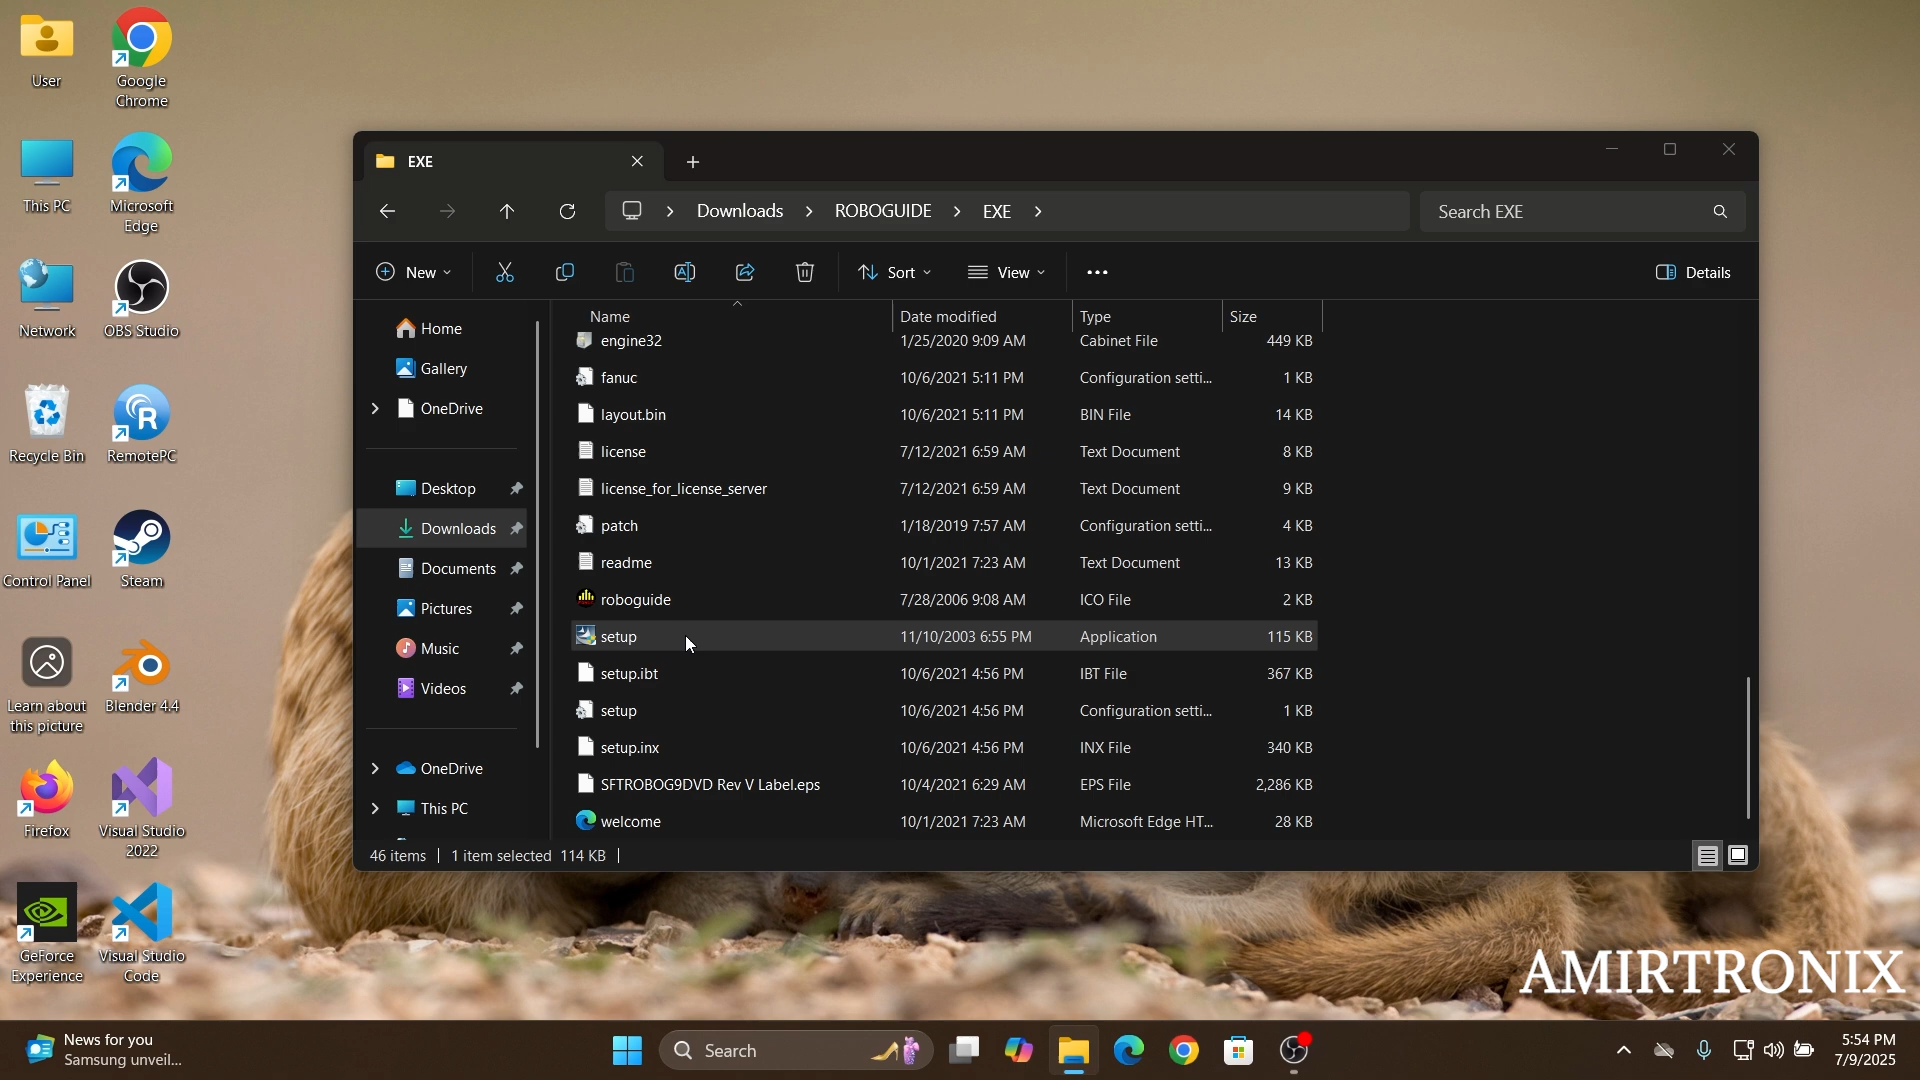 User
Google
Chrome
This PC
Microsoft
Edge
Network
OBS Studio
Recycle Bin
RemotePC
Control Panel
Steam
Learn about
this picture
Blender 4.4
Firefox
Visual Studio
2022
GeForce
Experience
Visual Studio
Code
EXE
Downloads
ROBOGUIDE
EXE
Search EXE
New
Sort
View
Details
Home
Gallery
OneDrive
Desktop
Downloads
Documents
Pictures
Music
Videos
OneDrive
This PC
Name Date modified Type Size
engine32 1/25/2020 9:09 AM Cabinet File 449 KB
fanuc 10/6/2021 5:11 PM Configuration setti... 1 KB
layout.bin 10/6/2021 5:11 PM BIN File 14 KB
license 7/12/2021 6:59 AM Text Document 8 KB
license_for_license_server 7/12/2021 6:59 AM Text Document 9 KB
patch 1/18/2019 7:57 AM Configuration setti... 4 KB
readme 10/1/2021 7:23 AM Text Document 13 KB
roboguide 7/28/2006 9:08 AM ICO File 2 KB
setup 11/10/2003 6:55 PM Application 115 KB
setup.ibt 10/6/2021 4:56 PM IBT File 367 KB
setup 10/6/2021 4:56 PM Configuration setti... 1 KB
setup.inx 10/6/2021 4:56 PM INX File 340 KB
SFTROBOG9DVD Rev V Label.eps 10/4/2021 6:29 AM EPS File 2,286 KB
welcome 10/1/2021 7:23 AM Microsoft Edge HT... 28 KB
46 items 1 item selected 114 KB
AMIRTRONIX
News for you
Samsung unveil...
Search
5:54 PM
7/9/2025